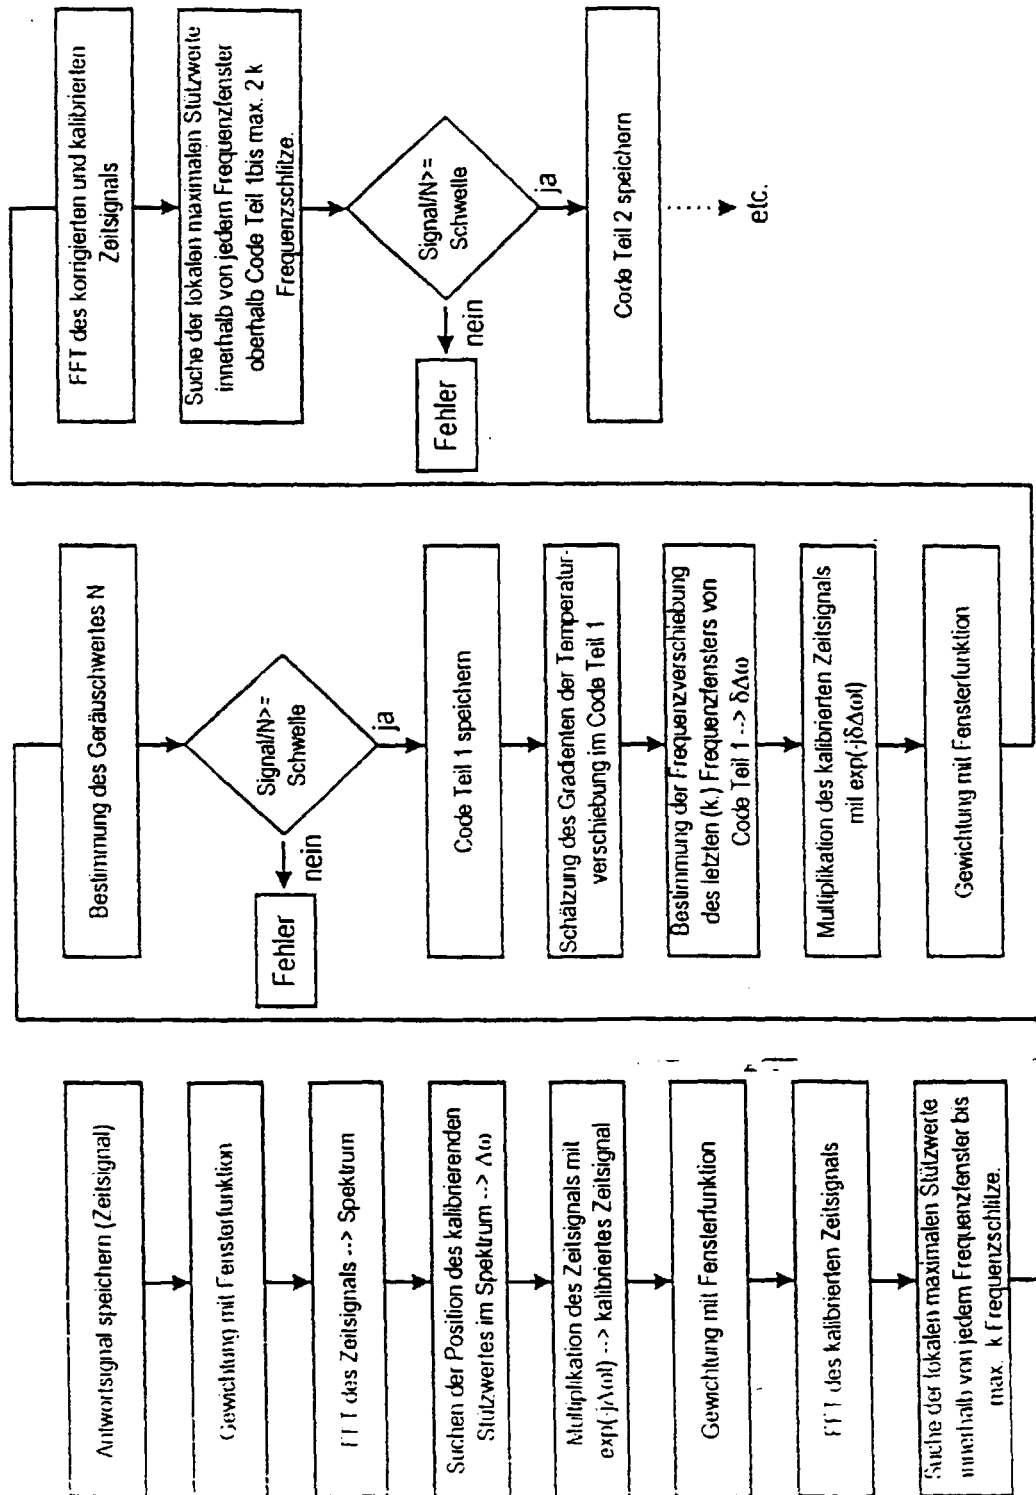 Antwortsignal speichern (Zeitsignal)
Gewichtung mit Fensterfunktion
FFT des Zeitsignals --> Spektrum
Suchen der Position des kalibrierenden
Stützwertes im Spektrum --> Δω
Multiplikation des Zeitsignals mit
exp(-jΔωt) --> kalibriertes Zeitsignal
Gewichtung mit Fensterfunktion
FFT des kalibrierten Zeitsignals
Suche der lokalen maximalen Stützwerte
innerhalb von jedem Frequenzfenster bis
max. k Frequenzschlitze.
Bestimmung des Geräuschwertes N
Signal/N>=
Schwelle
nein
Fehler
ja
Code Teil 1 speichern
Schätzung des Gradienten der Temperatur-
verschiebung im Code Teil 1
Bestimmung der Frequenzverschiebung
des letzten (k.) Frequenzfensters von
Code Teil 1 --> δΔω
Multiplikation des kalibrierten Zeitsignals
mit exp(-jδΔωt)
Gewichtung mit Fensterfunktion
FFT des korrigierten und kalibrierten
Zeitsignals
Suche der lokalen maximalen Stützwerte
innerhalb von jedem Frequenzfenster
oberhalb Code Teil 1bis max. 2 k
Frequenzschlitze.
Signal/N>=
Schwelle
nein
Fehler
ja
Code Teil 2 speichern
etc.